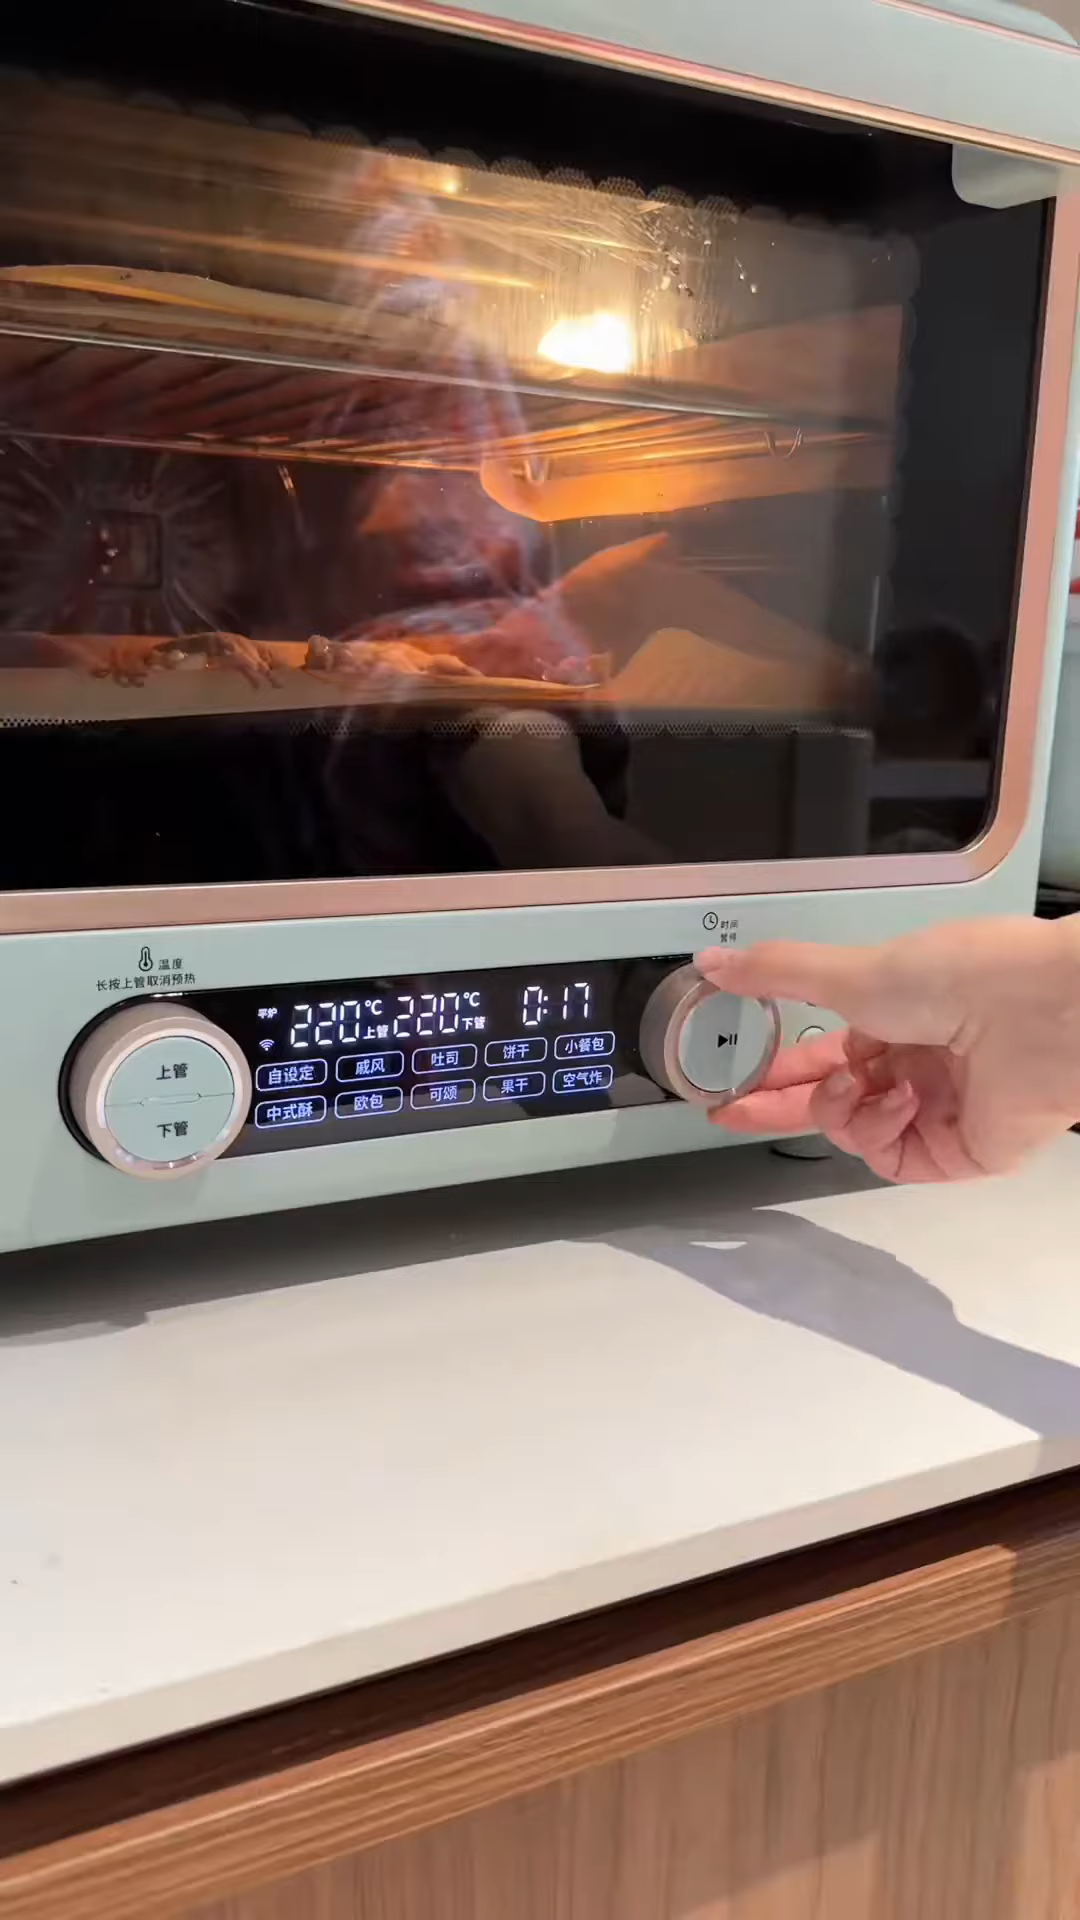 温度
长按上管取消预热
时间
暂停
平炉 220℃上管 220℃下管 0:17
自设定 戚风 吐司 饼干 小餐包
中式酥 欧包 可颂 果干 空气炸
上管
下管